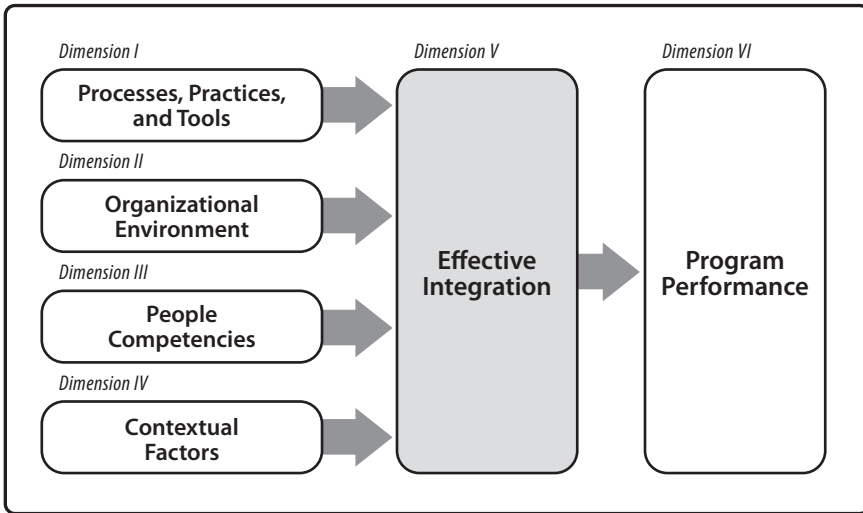 Dimension I
Processes, Practices,
and Tools
Dimension II
Organizational
Environment
Dimension III
People
Competencies
Dimension IV
Contextual
Factors
Dimension V
Effective
Integration
Dimension VI
Program
Performance